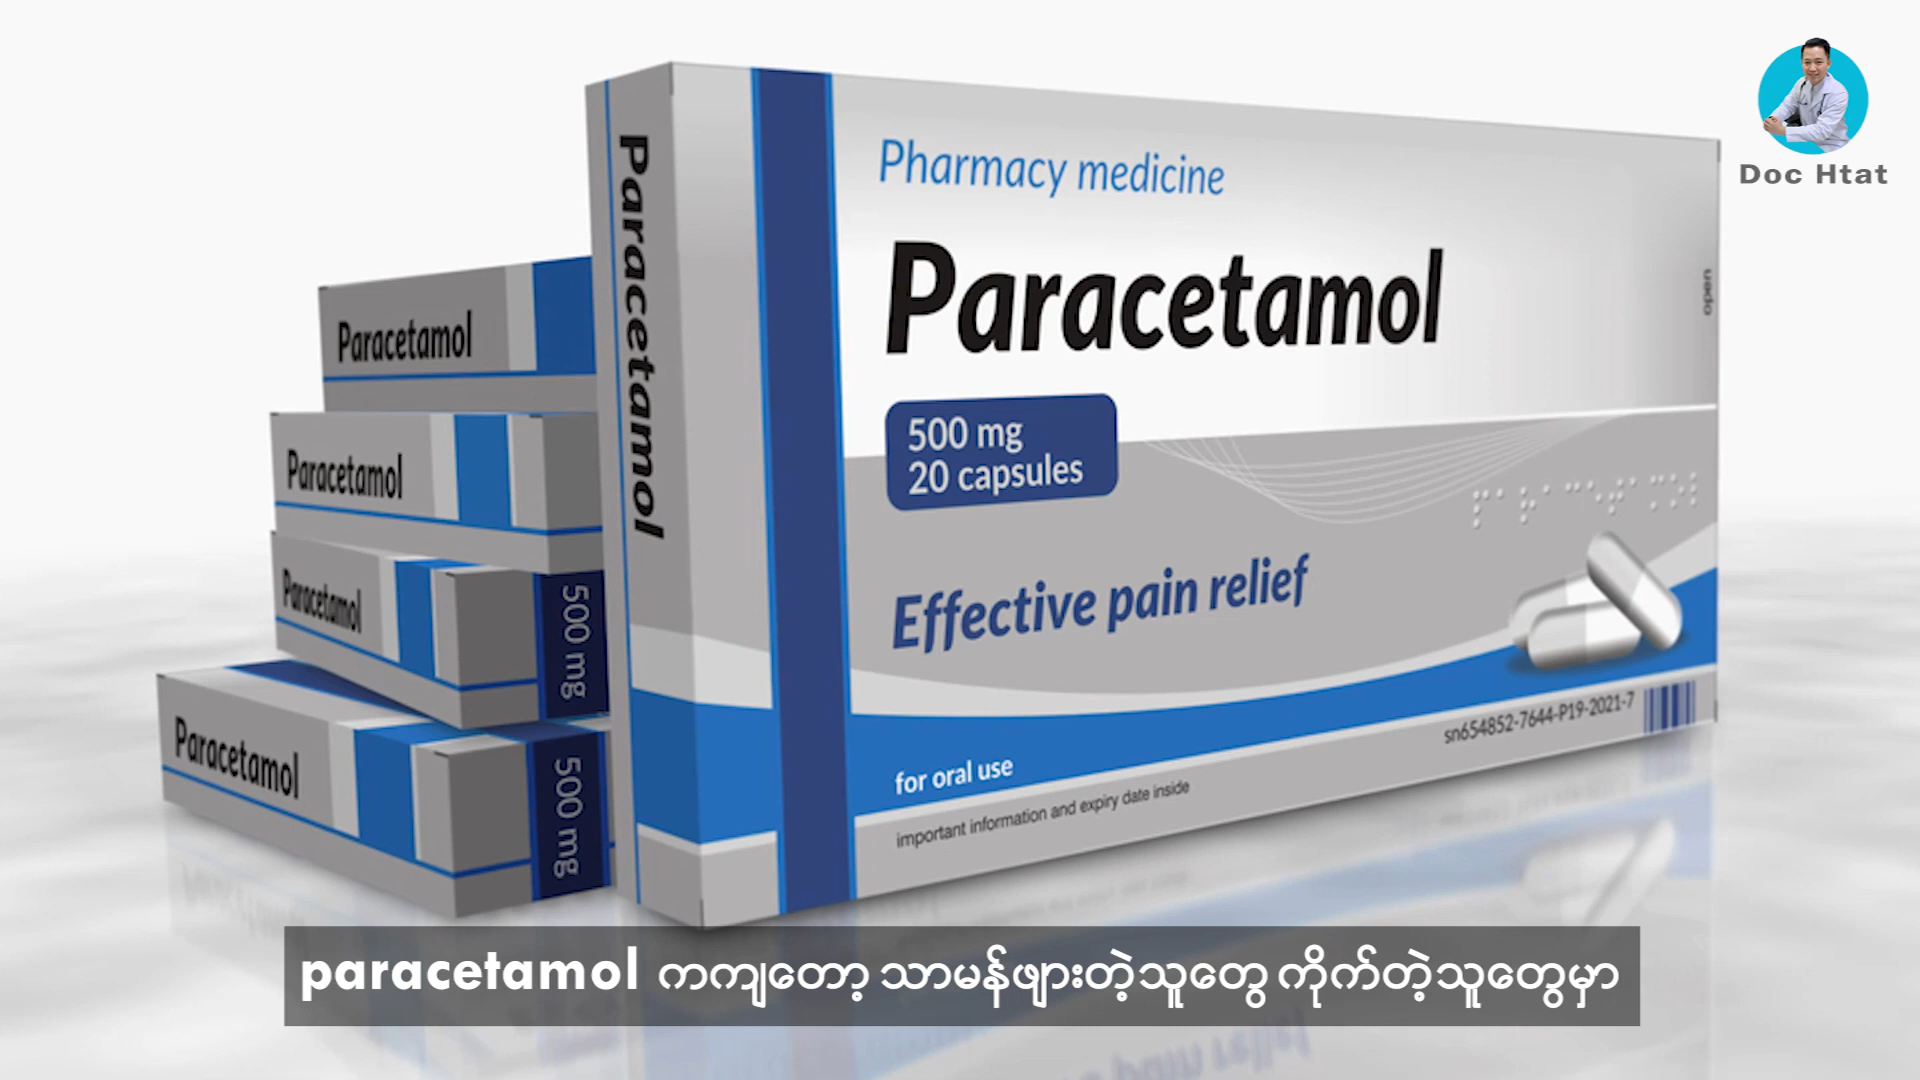 Doc Htat
Pharmacy medicine
Paracetamol
500 mg
20 capsules
Effective pain relief
for oral use
important information and expiry date inside
sn654852-7644-P19-2021-7
open
Paracetamol
Paracetamol
Paracetamol
Paracetamol
500 mg
Paracetamol
500 mg
paracetamol ကကျတော့ သာမန်ဖျားတဲ့သူတွေ ကိုက်တဲ့သူတွေမှာ